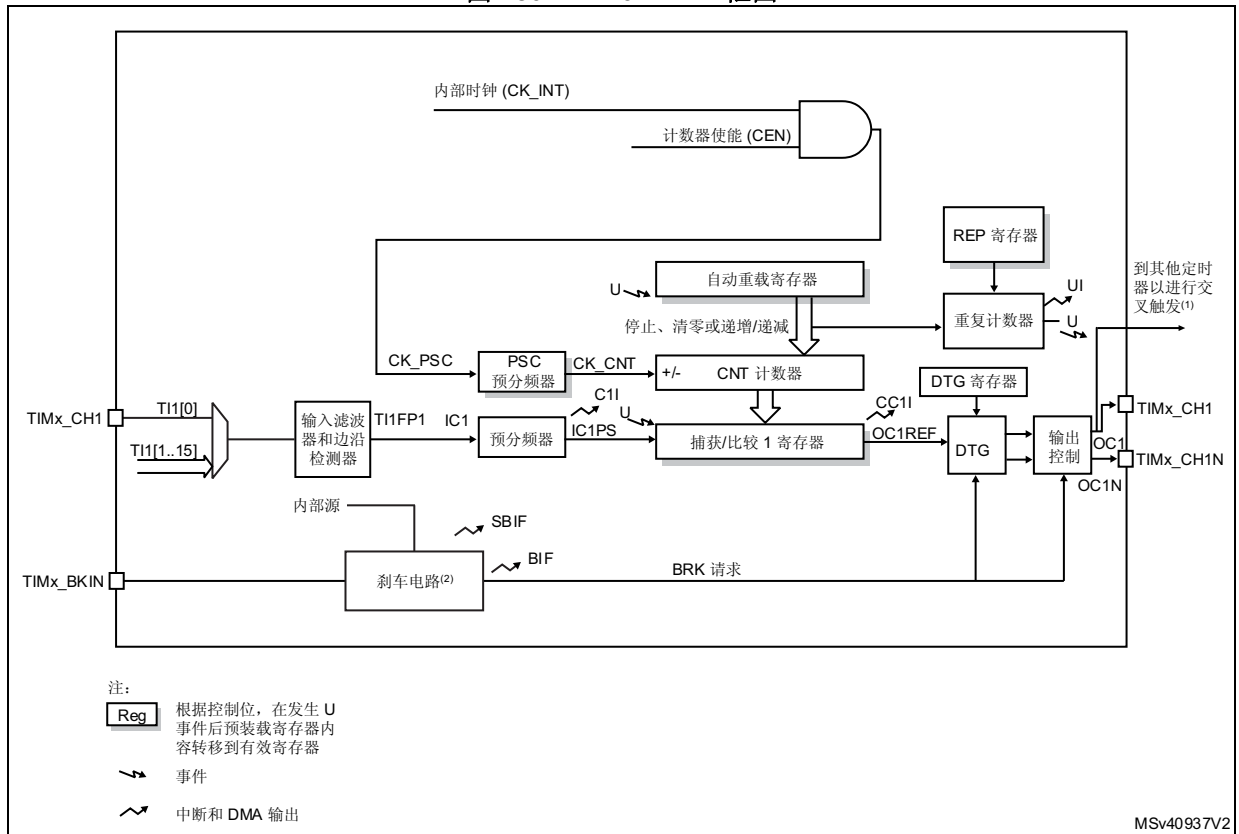 内部时钟 (CK_INT)
计数器使能 (CEN)
REP 寄存器
自动重载寄存器
U
停止、清零或递增/递减
重复计数器
UI
U
到其他定时
器以进行交
叉触发(1)
CK_PSC
PSC
预分频器
CK_CNT
+/-
CNT 计数器
DTG 寄存器
TIMx_CH1
TI1[0]
TI1[1..15]
输入滤波
器和边沿
检测器
TI1FP1
IC1
预分频器
C1I
IC1PS
U
捕获/比较 1 寄存器
CC1I
OC1REF
DTG
输出
控制
OC1
OC1N
TIMx_CH1
TIMx_CH1N
内部源
SBIF
TIMx_BKIN
刹车电路(2)
BIF
BRK 请求
注：
Reg
根据控制位，在发生 U
事件后预装载寄存器内
容转移到有效寄存器
事件
中断和 DMA 输出
MSv40937V2